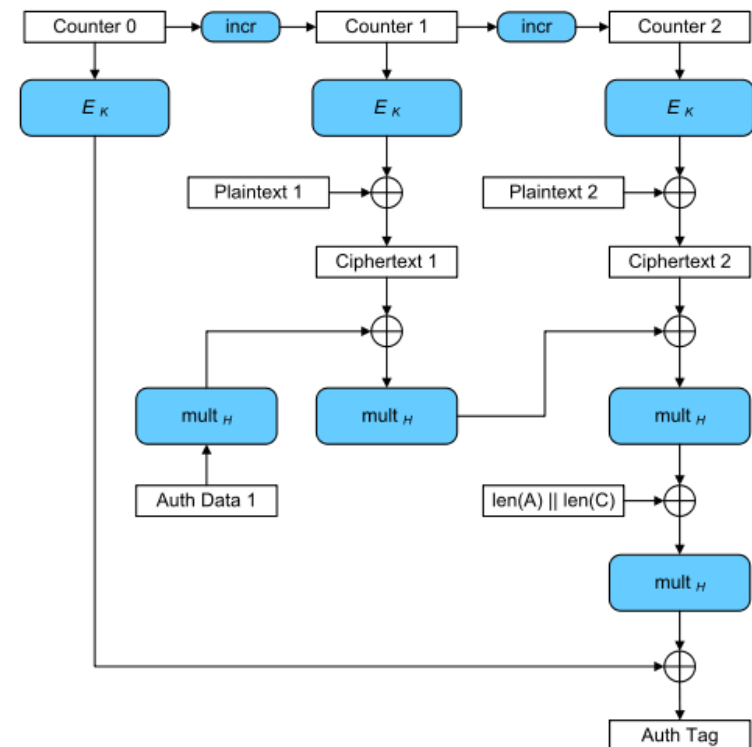 Counter 0
incr
Counter 1
incr
Counter 2
E K
E K
E K
Plaintext 1
Plaintext 2
Ciphertext 1
Ciphertext 2
mult H
mult H
mult H
Auth Data 1
len(A) || len(C)
mult H
Auth Tag